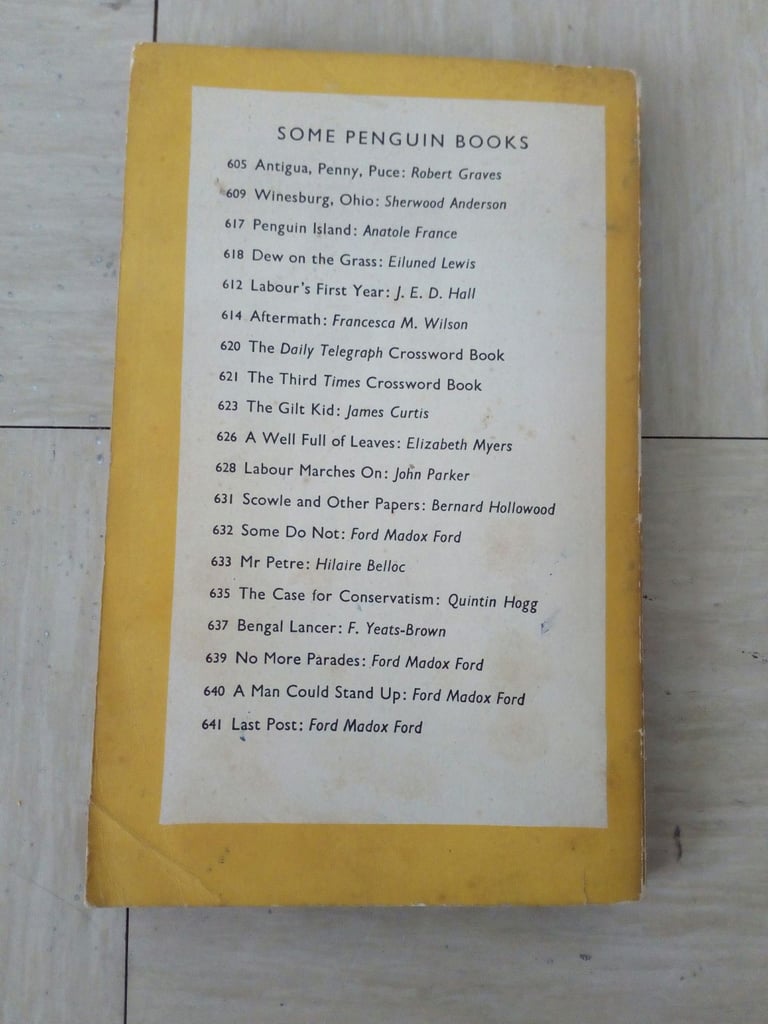 SOME PENGUIN BOOKS
605 Antigua, Penny, Puce: Robert Graves
609 Winesburg, Ohio: Sherwood Anderson
617 Penguin Island: Anatole France
618 Dew on the Grass: Eiluned Lewis
612 Labour's First Year: J. E. D. Hall
614 Aftermath: Francesca M. Wilson
620 The Daily Telegraph Crossword Book
621 The Third Times Crossword Book
623 The Gilt Kid: James Curtis
626 A Well Full of Leaves: Elizabeth Myers
628 Labour Marches On: John Parker
631 Scowle and Other Papers: Bernard Hollowood
632 Some Do Not: Ford Madox Ford
633 Mr Petre: Hilaire Belloc
635 The Case for Conservatism: Quintin Hogg
637 Bengal Lancer: F. Yeats-Brown
639 No More Parades: Ford Madox Ford
640 A Man Could Stand Up: Ford Madox Ford
641 Last Post: Ford Madox Ford